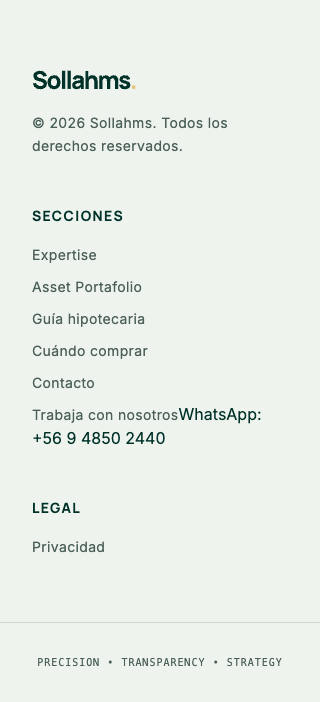 Sollahms.
© 2026 Sollahms. Todos los
derechos reservados.
SECCIONES
Expertise
Asset Portafolio
Guía hipotecaria
Cuándo comprar
Contacto
Trabaja con nosotrosWhatsApp:
+56 9 4850 2440
LEGAL
Privacidad
PRECISION • TRANSPARENCY • STRATEGY